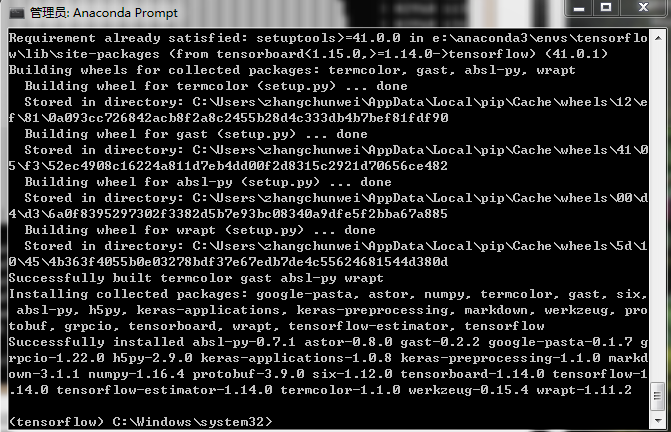 管理员: Anaconda Prompt
Requirement already satisfied: setuptools>=41.0.0 in e:\anaconda3\envs\tensorflo
w\lib\site-packages (from tensorboard<1.15.0,>=1.14.0->tensorflow) (41.0.1)
Building wheels for collected packages: termcolor, gast, absl-py, wrapt
  Building wheel for termcolor (setup.py) ... done
  Stored in directory: C:\Users\zhangchunwei\AppData\Local\pip\Cache\wheels\12\e
f\81\0a093cc726842acb8f2a8c2455b28d4c333db4b7bef81fdf90
  Building wheel for gast (setup.py) ... done
  Stored in directory: C:\Users\zhangchunwei\AppData\Local\pip\Cache\wheels\41\0
5\f3\52ec4908c16224a811d7eb4dd00f2d8315c2921d70656ce482
  Building wheel for absl-py (setup.py) ... done
  Stored in directory: C:\Users\zhangchunwei\AppData\Local\pip\Cache\wheels\00\d
4\d3\6a0f8395297302f3382d5b7e93bc08340a9dfe5f2bba67a885
  Building wheel for wrapt (setup.py) ... done
  Stored in directory: C:\Users\zhangchunwei\AppData\Local\pip\Cache\wheels\5d\1
0\45\4b363f4055b0e03278bdf37e67edb7de4c55624681544d380d
Successfully built termcolor gast absl-py wrapt
Installing collected packages: google-pasta, astor, numpy, termcolor, gast, six,
 absl-py, h5py, keras-applications, keras-preprocessing, markdown, werkzeug, pro
tobuf, grpcio, tensorboard, wrapt, tensorflow-estimator, tensorflow
Successfully installed absl-py-0.7.1 astor-0.8.0 gast-0.2.2 google-pasta-0.1.7 g
rpcio-1.22.0 h5py-2.9.0 keras-applications-1.0.8 keras-preprocessing-1.1.0 markd
own-3.1.1 numpy-1.16.4 protobuf-3.9.0 six-1.12.0 tensorboard-1.14.0 tensorflow-1
.14.0 tensorflow-estimator-1.14.0 termcolor-1.1.0 werkzeug-0.15.4 wrapt-1.11.2
(tensorflow) C:\Windows\system32>